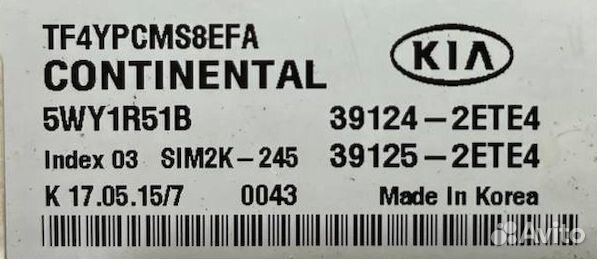 TF4YPCMS8EFA
CONTINENTAL
KIA
5WY1R51B 39124-2ETE4
Index 03 SIM2K-245 39125-2ETE4
K 17.05.15/7 0043 Made In Korea
Avito